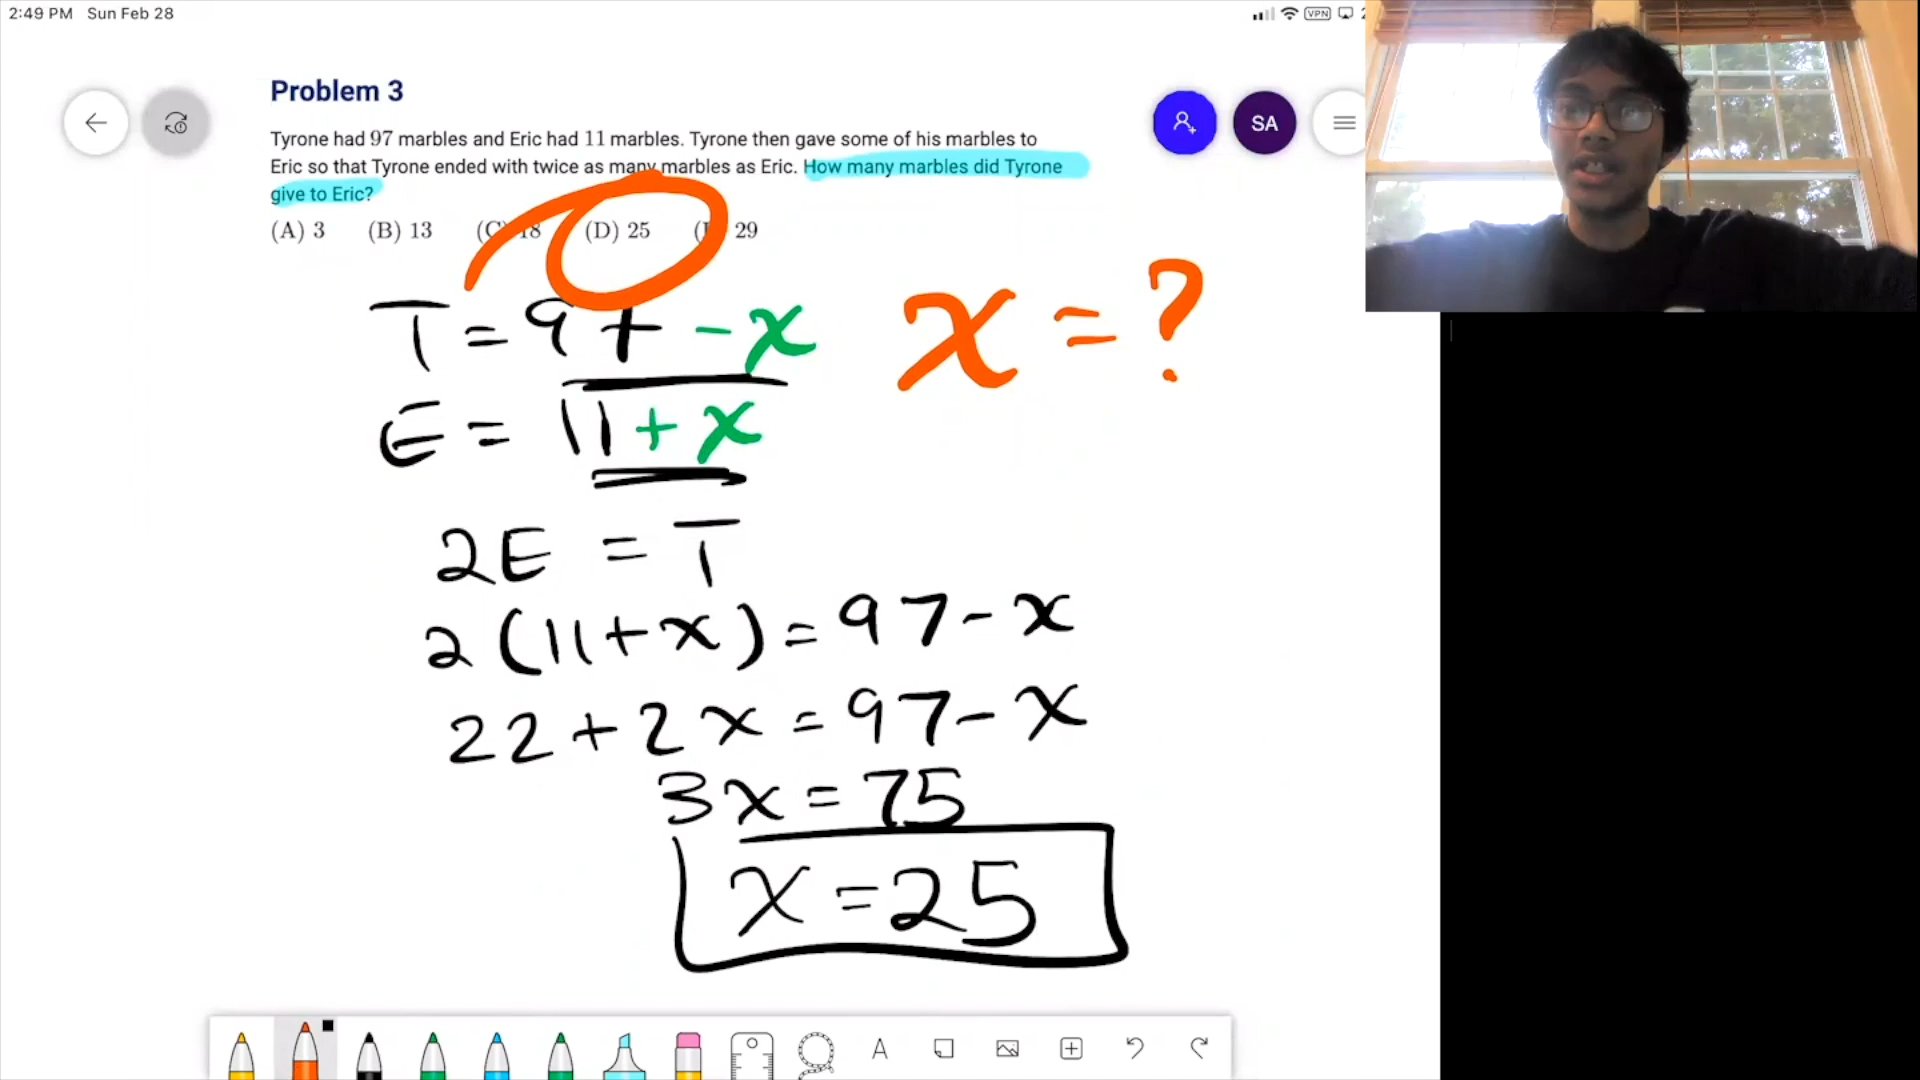 2:49 PM Sun Feb 28
VPN
Problem 3
SA
Tyrone had 97 marbles and Eric had 11 marbles. Tyrone then gave some of his marbles to
Eric so that Tyrone ended with twice as many marbles as Eric. How many marbles did Tyrone
give to Eric?
(A) 3 (B) 13 (C) 18 (D) 25 29
T = 97 - x
x = ?
E = 11 + x
2E = T
2(11+x) = 97 - x
22 + 2x = 97 - x
3x = 75
x = 25
A